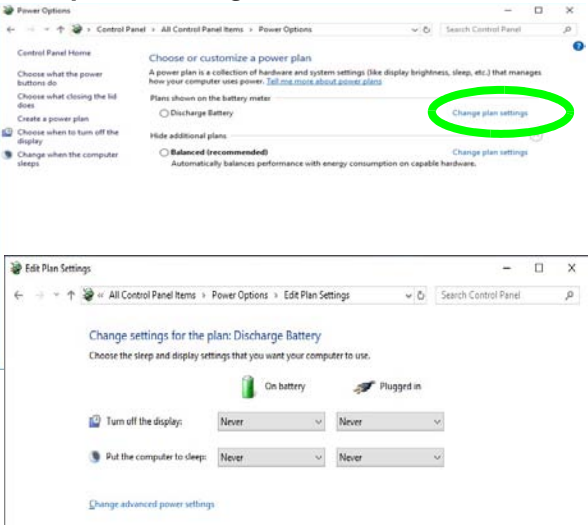 Power Options
Control Panel > All Control Panel Items > Power Options
Search Control Panel
Control Panel Home
Choose what the power buttons do
Choose what closing the lid does
Create a power plan
Choose when to turn off the display
Change when the computer sleeps
Choose or customize a power plan
A power plan is a collection of hardware and system settings (like display brightness, sleep, etc.) that manages
how your computer uses power. Tell me more about power plans
Plans shown on the battery meter
Discharge Battery
Change plan settings
Hide additional plans
Balanced (recommended)
Change plan settings
Automatically balances performance with energy consumption on capable hardware.
Edit Plan Settings
« All Control Panel Items > Power Options > Edit Plan Settings
Search Control Panel
Change settings for the plan: Discharge Battery
Choose the sleep and display settings that you want your computer to use.
On battery
Plugged in
Turn off the display: Never Never
Put the computer to sleep: Never Never
Change advanced power settings